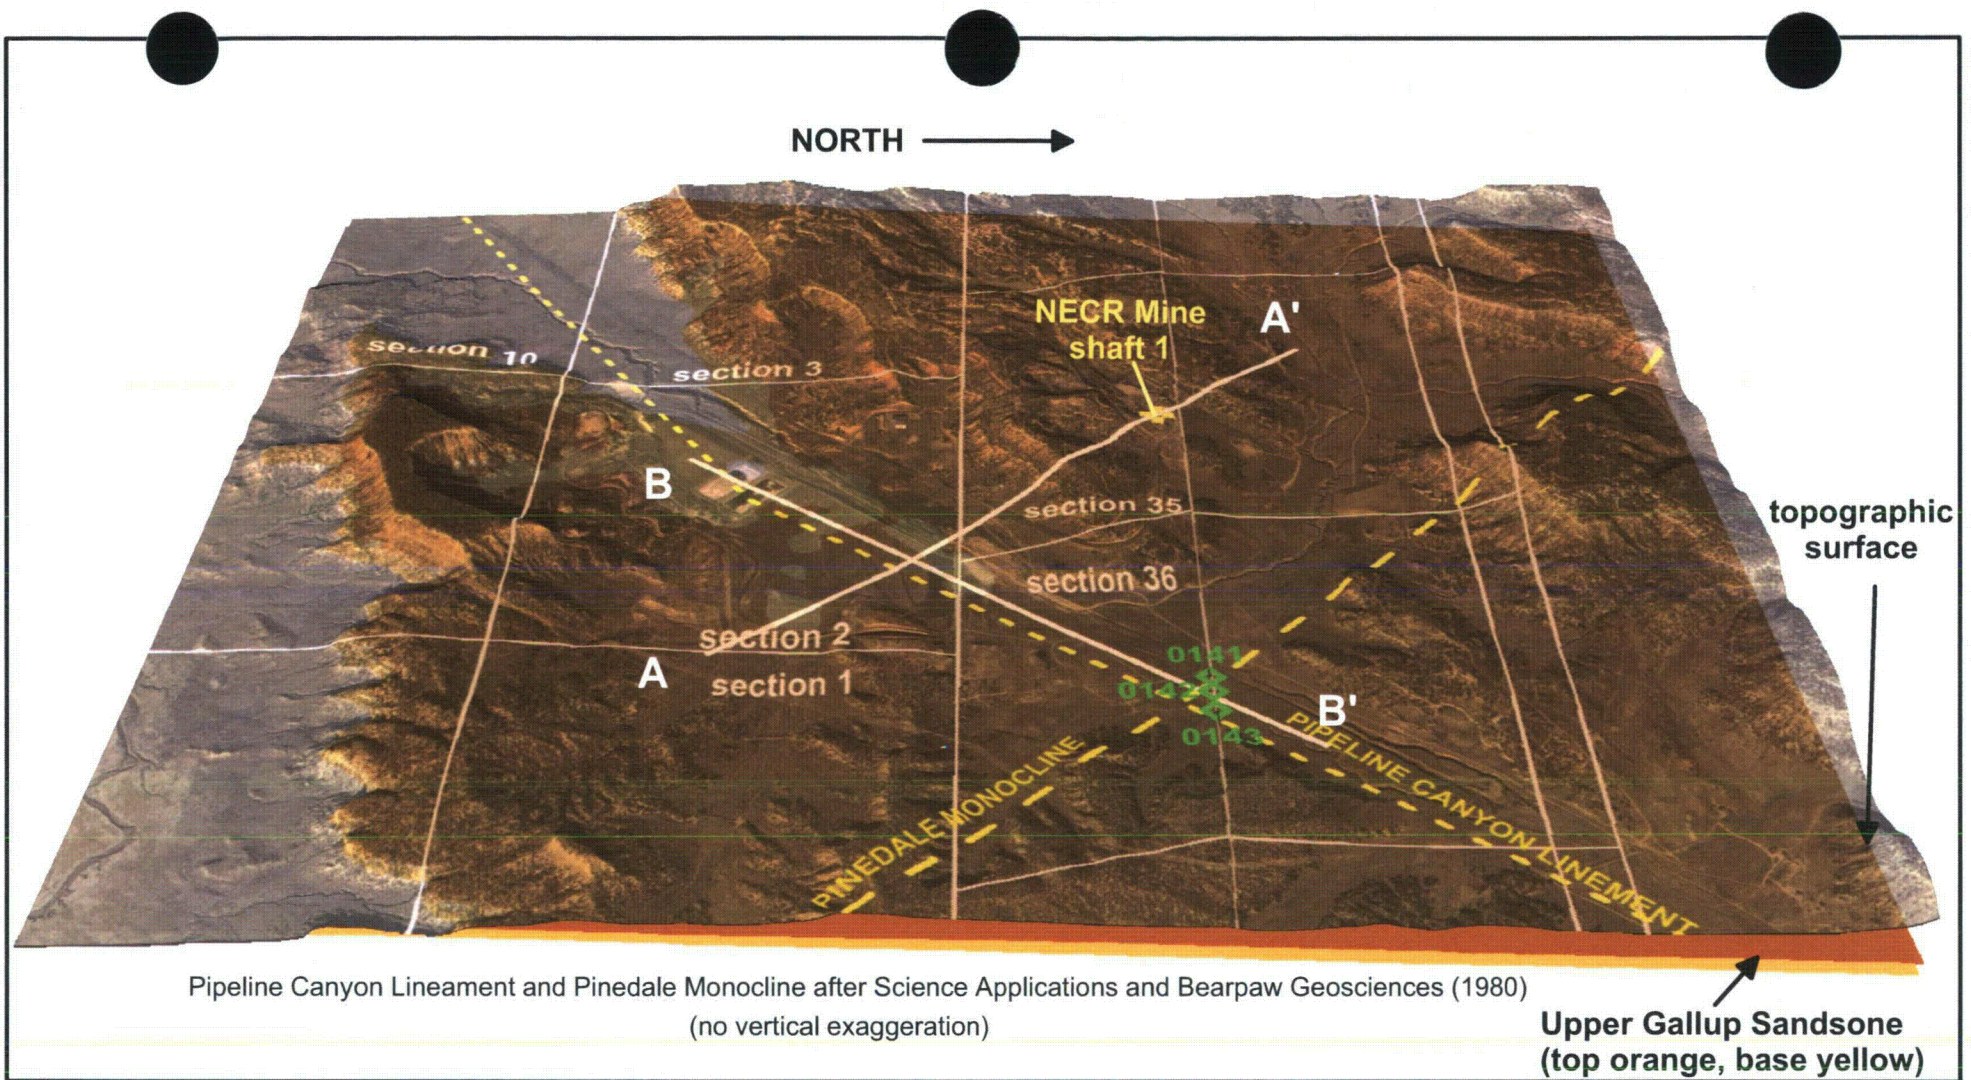 NORTH
NECR Mine
shaft 1
A'
section 10
section 3
B
section 35
topographic
surface
section 36
section 2
A
section 1
0141
0142
0143
B'
PINEDALE MONOCLINE
PIPELINE CANYON LINEMENT
Pipeline Canyon Lineament and Pinedale Monocline after Science Applications and Bearpaw Geosciences (1980)
(no vertical exaggeration)
Upper Gallup Sandsone
(top orange, base yellow)